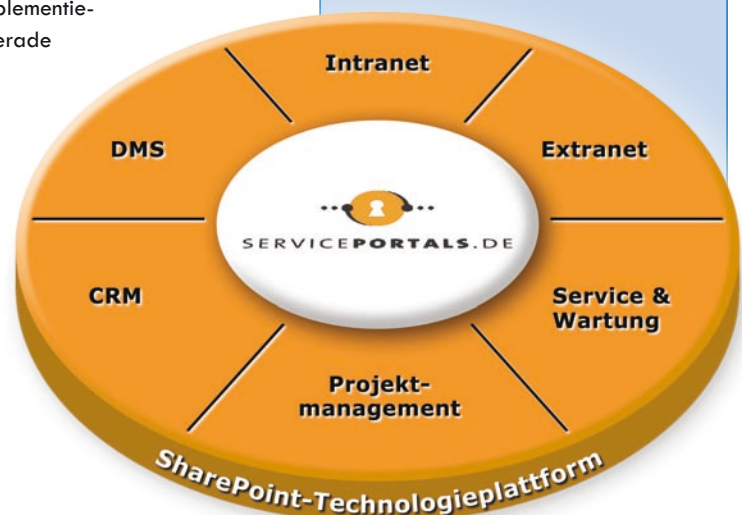 plementie-
erade
Intranet
DMS
Extranet
SERVICEPORTALS.DE
CRM
Service &
Wartung
Projekt-
management
SharePoint-Technologieplattform